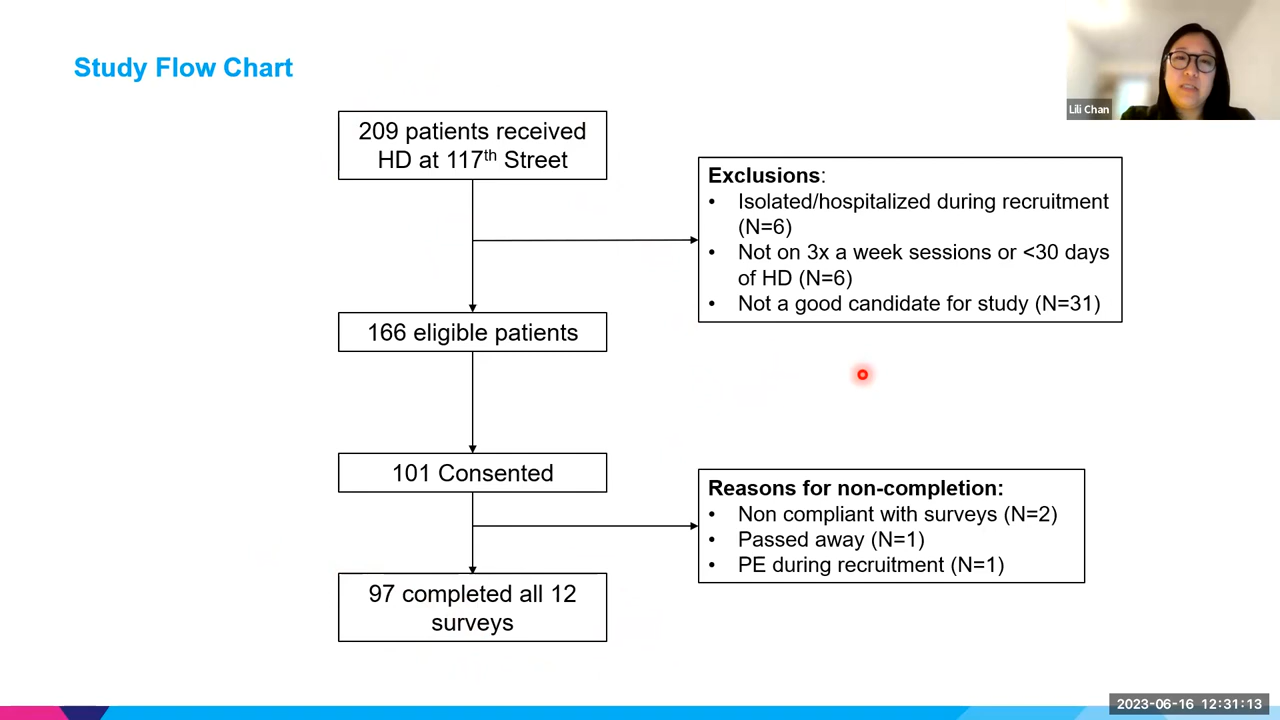 Study Flow Chart
Lili Chan
209 patients received
HD at 117th Street
Exclusions:
• Isolated/hospitalized during recruitment
(N=6)
• Not on 3x a week sessions or <30 days
of HD (N=6)
• Not a good candidate for study (N=31)
166 eligible patients
101 Consented
Reasons for non-completion:
• Non compliant with surveys (N=2)
• Passed away (N=1)
• PE during recruitment (N=1)
97 completed all 12
surveys
2023-06-16 12:31:13